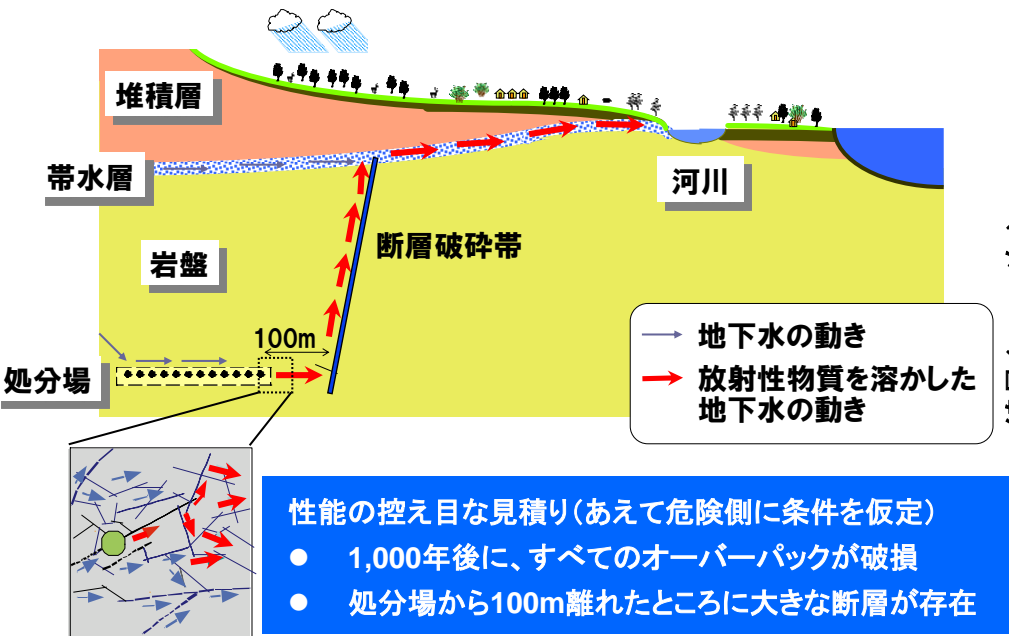 堆積層
帯水層
河川
断層破砕帯
岩盤
100m
処分場
地下水の動き
放射性物質を溶かした
地下水の動き
性能の控え目な見積り(あえて危険側に条件を仮定)
● 1,000年後に、すべてのオーバーパックが破損
● 処分場から100m離れたところに大きな断層が存在